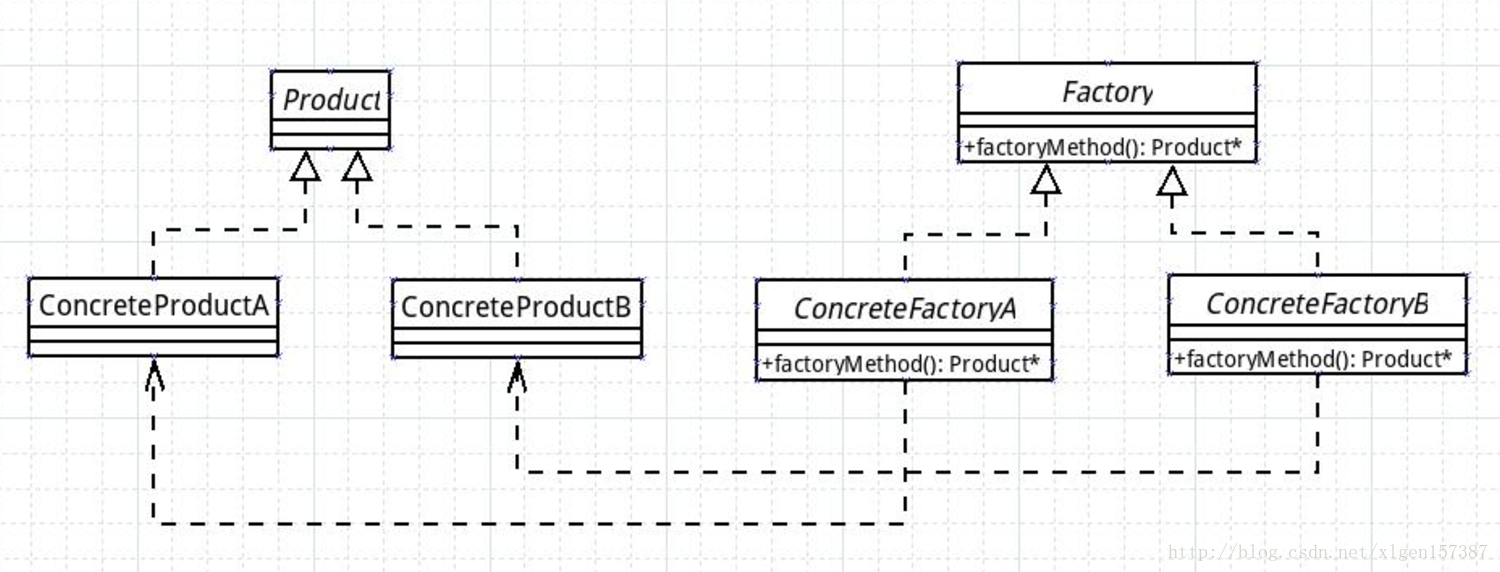 Product
Factory
+factoryMethod(): Product*
ConcreteProductA
ConcreteProductB
ConcreteFactoryA
+factoryMethod(): Product*
ConcreteFactoryB
+factoryMethod(): Product*
http://blog.csdn.net/xlgen157387